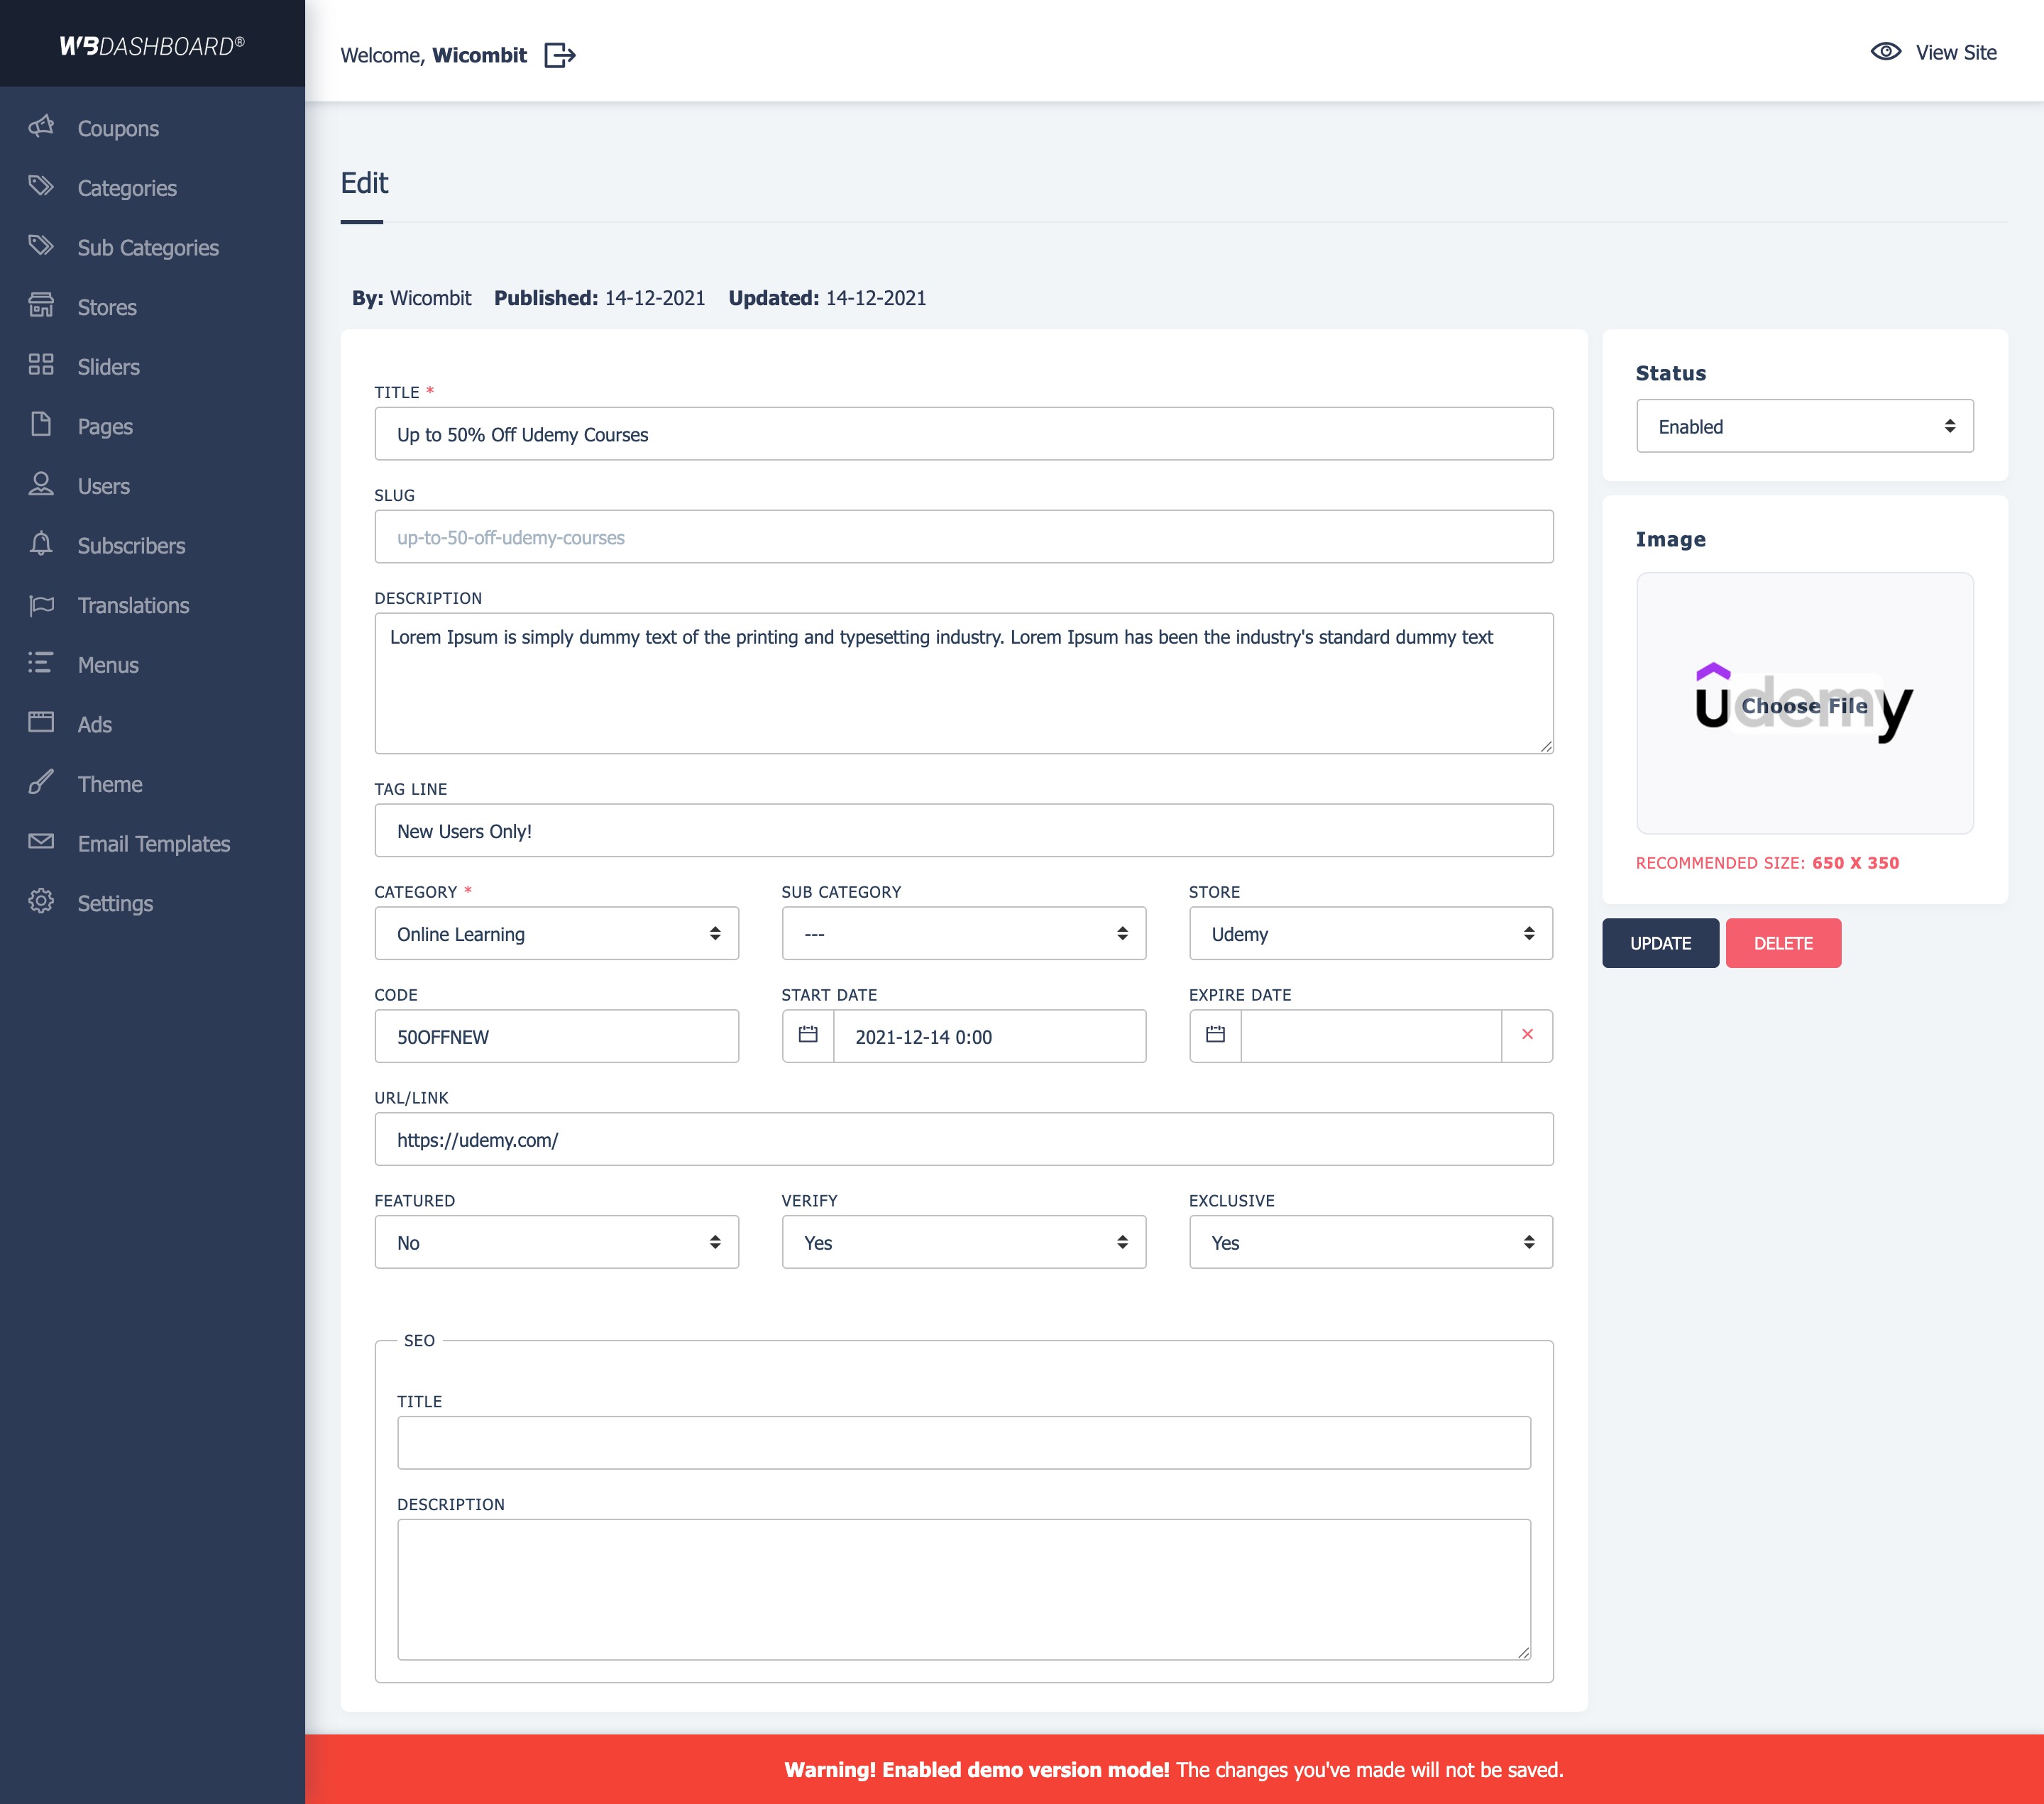 WBDASHBOARD®
Welcome, Wicombit
View Site
Coupons
Categories
Sub Categories
Stores
Sliders
Pages
Users
Subscribers
Translations
Menus
Ads
Theme
Email Templates
Settings
Edit
By: Wicombit Published: 14-12-2021 Updated: 14-12-2021
TITLE *
Up to 50% Off Udemy Courses
SLUG
up-to-50-off-udemy-courses
DESCRIPTION
Lorem Ipsum is simply dummy text of the printing and typesetting industry. Lorem Ipsum has been the industry's standard dummy text
TAG LINE
New Users Only!
CATEGORY * SUB CATEGORY STORE
Online Learning --- Udemy
CODE START DATE EXPIRE DATE
50OFFNEW 2021-12-14 0:00
URL/LINK
https://udemy.com/
FEATURED VERIFY EXCLUSIVE
No Yes Yes
SEO
TITLE
DESCRIPTION
Status
Enabled
Image
udemy
Choose File
RECOMMENDED SIZE: 650 X 350
UPDATE DELETE
Warning! Enabled demo version mode! The changes you've made will not be saved.